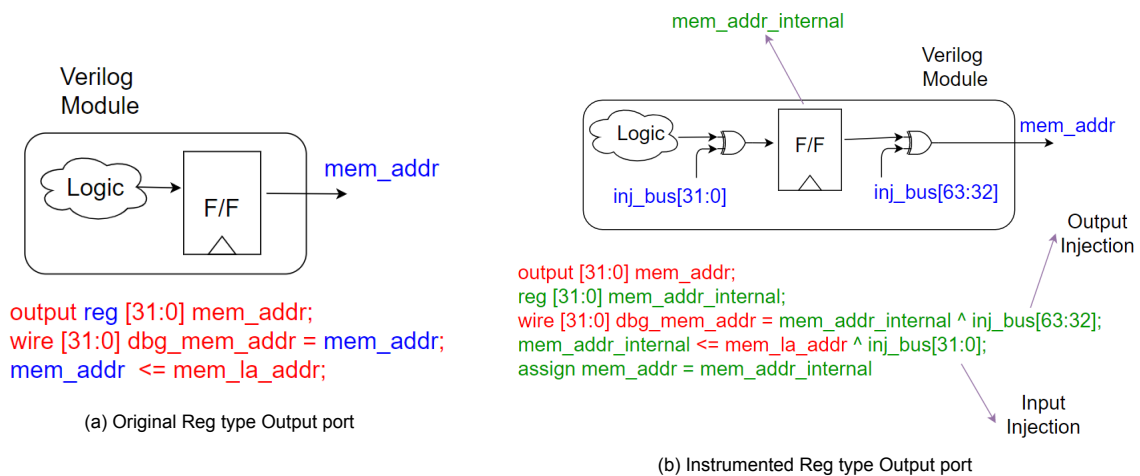 Verilog
Module
Logic
F/F
mem_addr
output reg [31:0] mem_addr;
wire [31:0] dbg_mem_addr = mem_addr;
mem_addr <= mem_la_addr;
(a) Original Reg type Output port
mem_addr_internal
Verilog
Module
Logic
F/F
mem_addr
inj_bus[31:0]
inj_bus[63:32]
Output
Injection
output [31:0] mem_addr;
reg [31:0] mem_addr_internal;
wire [31:0] dbg_mem_addr = mem_addr_internal ^ inj_bus[63:32];
mem_addr_internal <= mem_la_addr ^ inj_bus[31:0];
assign mem_addr = mem_addr_internal
Input
Injection
(b) Instrumented Reg type Output port